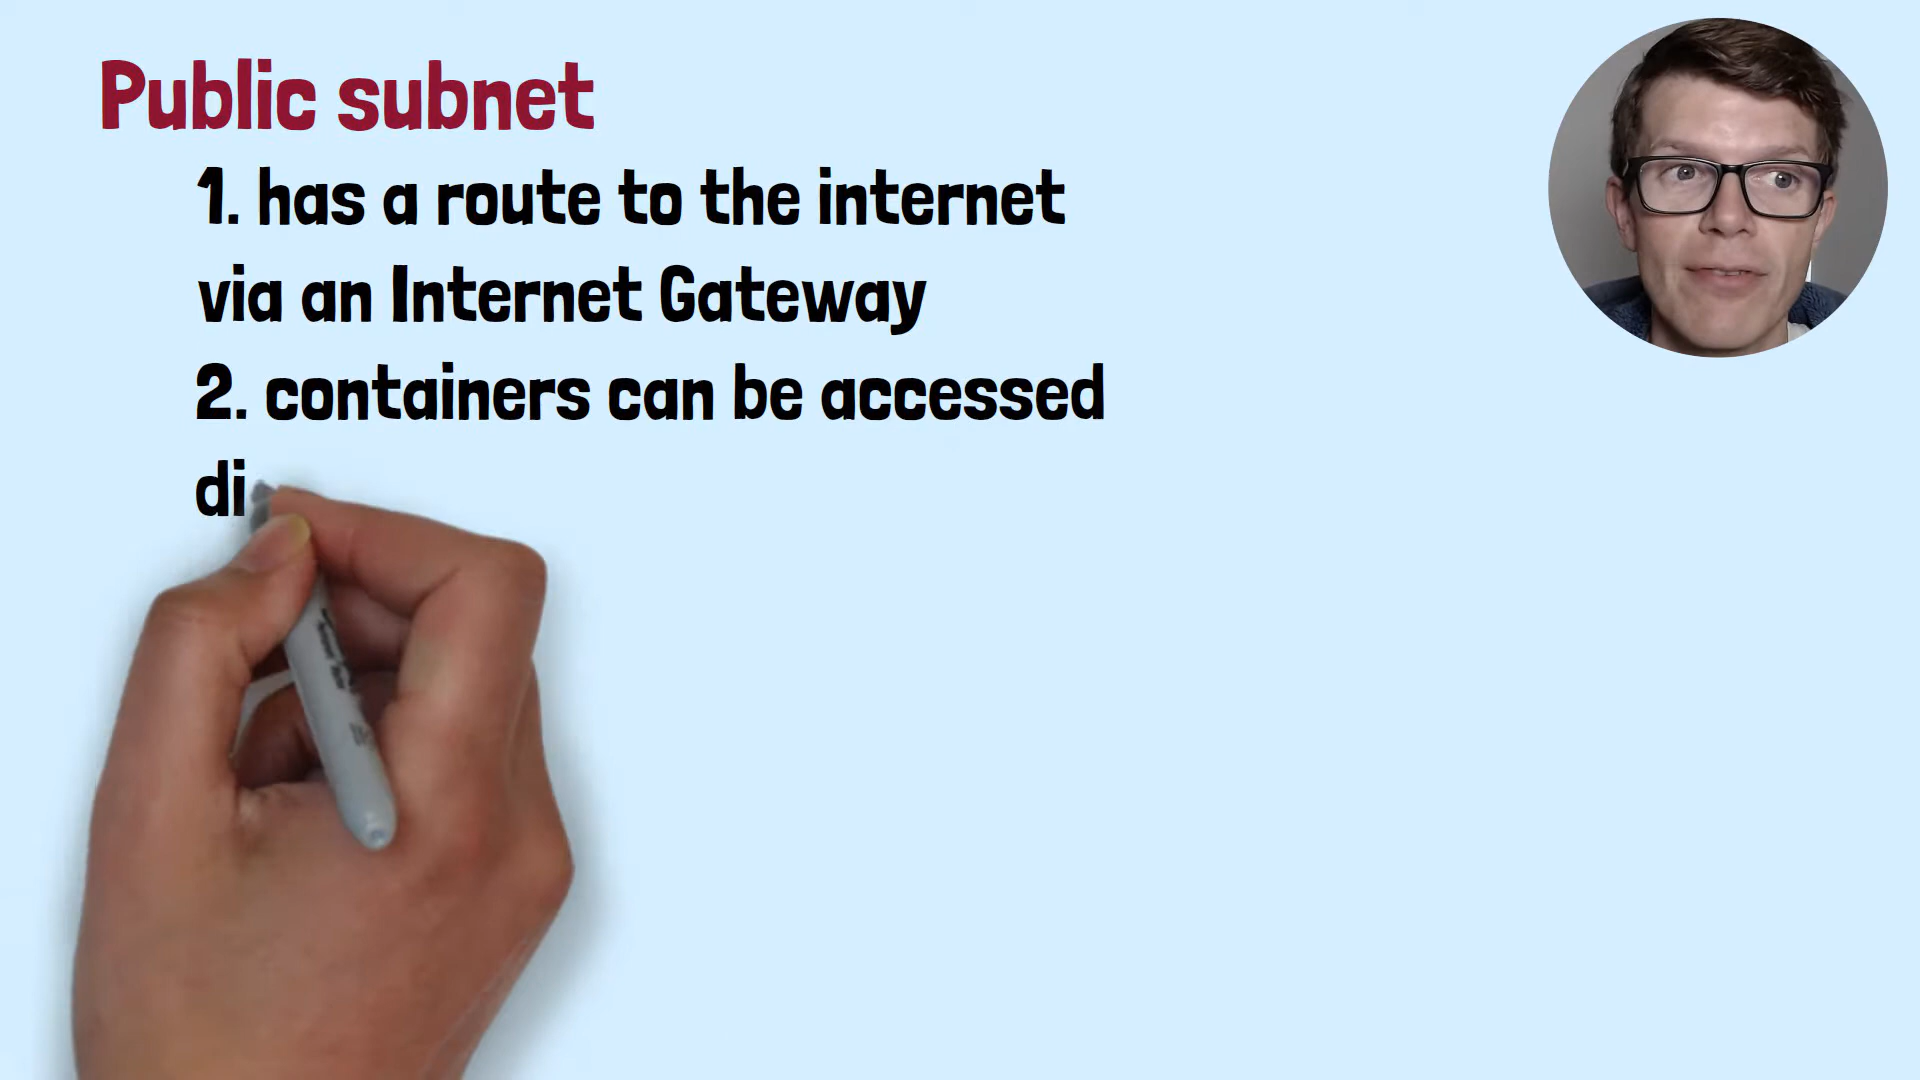 Public subnet
1. has a route to the internet
via an Internet Gateway
2. containers can be accessed
di